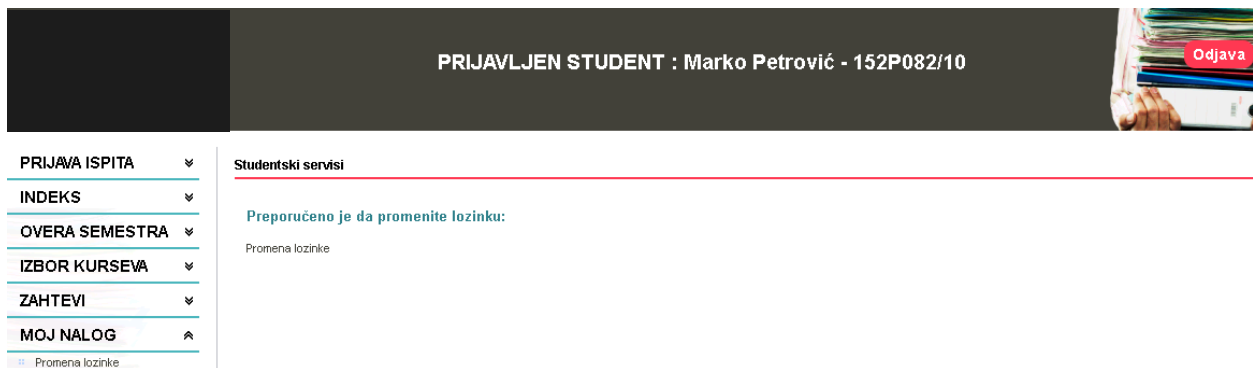 PRIJAVLJEN STUDENT : Marko Petrović - 152P082/10
Odjava
PRIJAVA ISPITA
INDEKS
OVERA SEMESTRA
IZBOR KURSEVA
ZAHTEVI
MOJ NALOG
Promena lozinke
Studentski servisi
Preporučeno je da promenite lozinku:
Promena lozinke